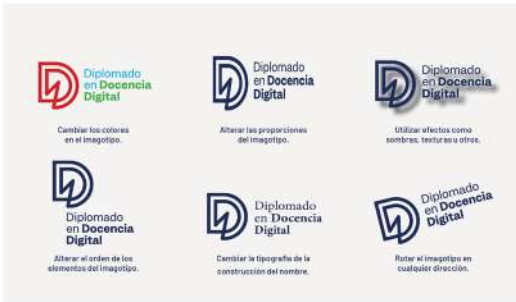 Diplomado
en Docencia
Digital
Cambiar los colores
en el imagotipo.
Diplomado
en Docencia
Digital
Alterar las proporciones
del imagotipo.
Diplomado
en Docencia
Digital
Utilizar efectos como
sombras, texturas u otros.
Diplomado
en Docencia
Digital
Alterar el orden de los
elementos del imagotipo.
Diplomado
en Docencia
Digital
Cambiar la tipografía de la
construcción del nombre.
Diplomado
en Docencia
Digital
Rotar el imagotipo en
cualquier dirección.